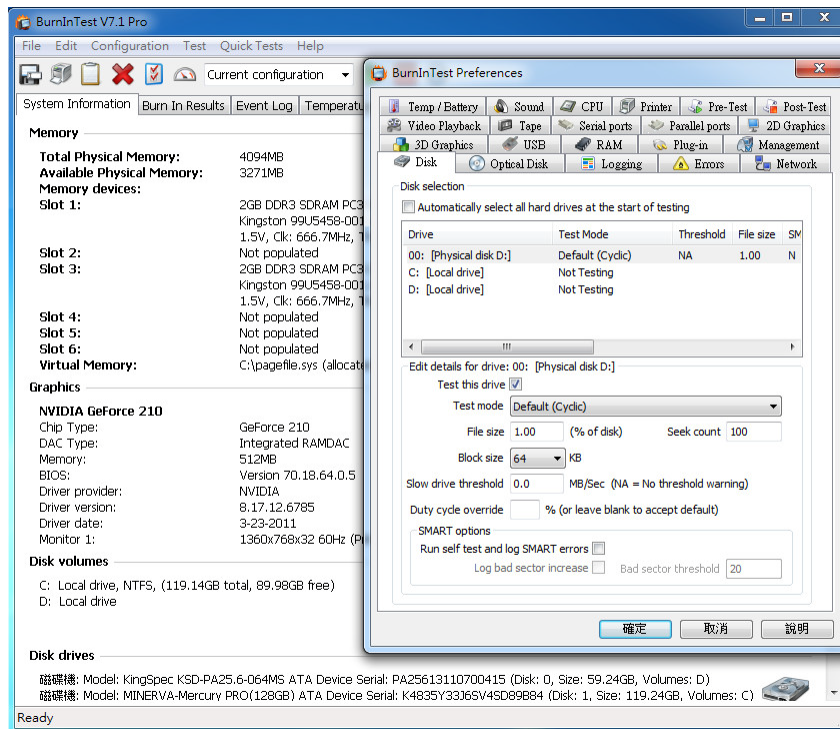 BurnInTest V7.1 Pro
File Edit Configuration Test Quick Tests Help
Current configuration
System Information Burn In Results Event Log
Memory
Total Physical Memory: 4094MB
Available Physical Memory: 3271MB
Memory devices:
Slot 1: 2GB DDR3 SDRAM PC3
Kingston 99U5458-001
1.5V, Clk: 666.7MHz,
Slot 2: Not populated
Slot 3: 2GB DDR3 SDRAM PC3
Kingston 99U5458-001
1.5V, Clk: 666.7MHz,
Slot 4: Not populated
Slot 5: Not populated
Slot 6: Not populated
Virtual Memory: C:\pagefile.sys
Graphics
NVIDIA GeForce 210
Chip Type: GeForce 210
DAC Type: Integrated RAMDAC
Memory: 512MB
BIOS: Version 70.18.64.0.5
Driver provider: NVIDIA
Driver version: 8.17.12.6785
Driver date: 3-23-2011
Monitor 1: 1360x768x32 60Hz
Disk volumes
C: Local drive, NTFS, (119.14GB total, 89.98GB free)
D: Local drive
Disk drives
磁碟機: Model: KingSpec KSD-PA25.6-064MS ATA Device Serial: PA25613110700415 (Disk: 0, Size: 59.24GB, Volumes: D)
磁碟機: Model: MINERVA-Mercury PRO(128GB) ATA Device Serial: K4835Y33J6SV4SD89B84 (Disk: 1, Size: 119.24GB, Volumes: C)
Ready
BurnInTest Preferences
Temp / Battery Sound CPU Printer Pre-Test Post-Test
Video Playback Tape Serial ports Parallel ports 2D Graphics
3D Graphics USB RAM Plug-in Management
Disk Optical Disk Logging Errors Network
Disk selection
Automatically select all hard drives at the start of testing
Drive Test Mode Threshold File size SM
00: [Physical disk D:] Default (Cyclic) NA 1.00 N
C: [Local drive] Not Testing
D: [Local drive] Not Testing
Edit details for drive: 00: [Physical disk D:]
Test this drive
Test mode Default (Cyclic)
File size 1.00 (% of disk) Seek count 100
Block size 64 KB
Slow drive threshold 0.0 MB/Sec (NA = No threshold warning)
Duty cycle override % (or leave blank to accept default)
SMART options
Run self test and log SMART errors
Log bad sector increase Bad sector threshold 20
確定 取消 說明